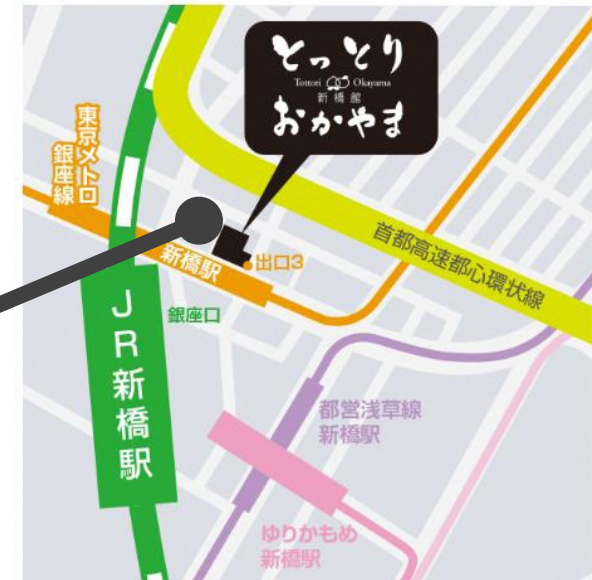 とっとり
Tottori Okayama
新橋館
おかやま
東京メトロ
銀座線
首都高速都心環状線
新橋駅
出口3
銀座口
JR新橋駅
都営浅草線
新橋駅
ゆりかもめ
新橋駅